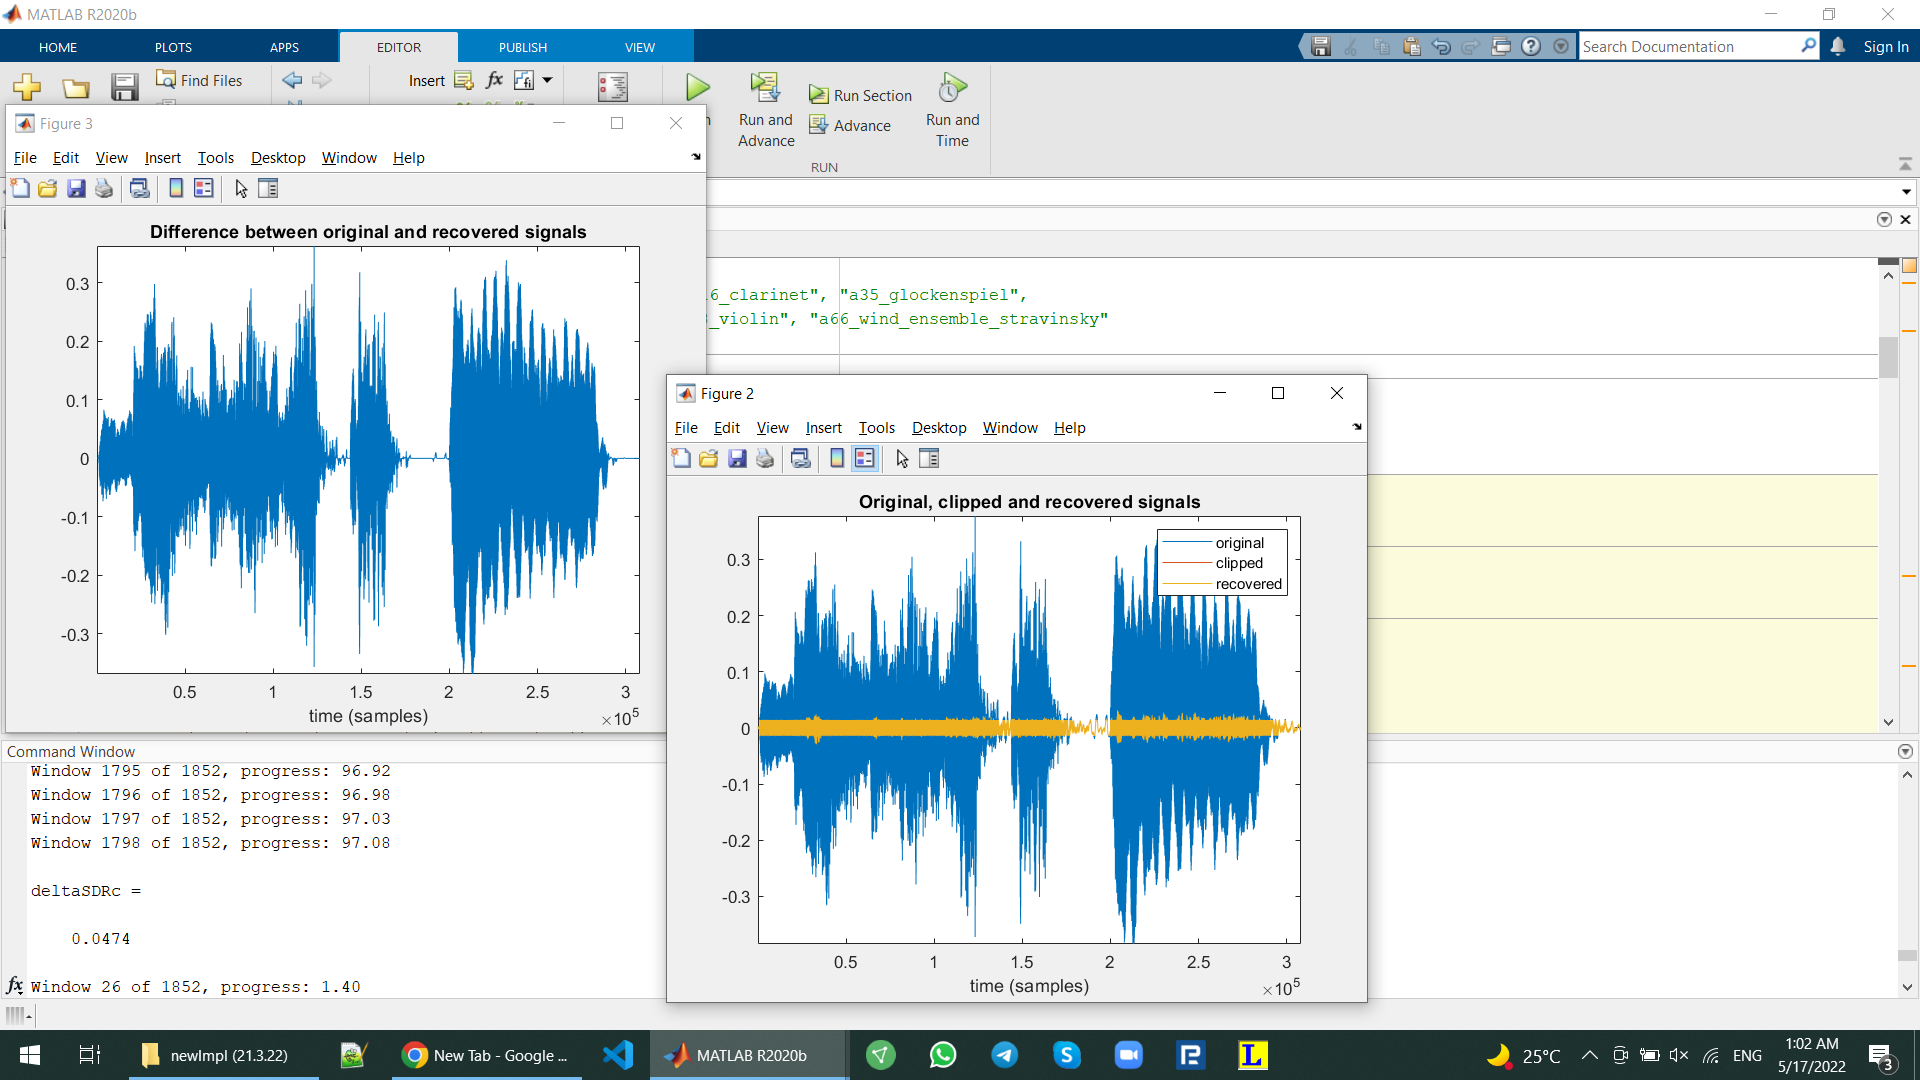 MATLAB R2020b
HOME PLOTS APPS EDITOR PUBLISH VIEW
Search Documentation
Sign In
Find Files
Insert
fx
Run and Advance
Run Section
Advance
Run and Time
RUN
Figure 3
File Edit View Insert Tools Desktop Window Help
Difference between original and recovered signals
0.3
0.2
0.1
0
-0.1
-0.2
-0.3
0.5 1 1.5 2 2.5 3
time (samples)
×10^5
6_clarinet", "a35_glockenspiel",
_violin", "a66_wind_ensemble_stravinsky"
Figure 2
File Edit View Insert Tools Desktop Window Help
Original, clipped and recovered signals
original
clipped
recovered
0.3
0.2
0.1
0
-0.1
-0.2
-0.3
0.5 1 1.5 2 2.5 3
time (samples)
×10^5
Command Window
Window 1795 of 1852, progress: 96.92
Window 1796 of 1852, progress: 96.98
Window 1797 of 1852, progress: 97.03
Window 1798 of 1852, progress: 97.08
deltaSDRc =
0.0474
fx Window 26 of 1852, progress: 1.40
newImpl (21.3.22)
New Tab - Google ...
MATLAB R2020b
25°C
ENG
1:02 AM
5/17/2022
3